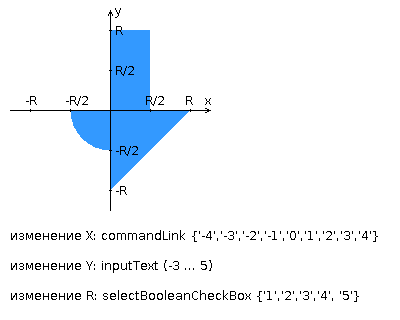 y
R
R/2
-R -R/2 R/2 R x
-R/2
-R
изменение X: commandLink {'-4','-3','-2','-1','0','1','2','3','4'}
изменение Y: inputText (-3 ... 5)
изменение R: selectBooleanCheckBox {'1','2','3','4', '5'}